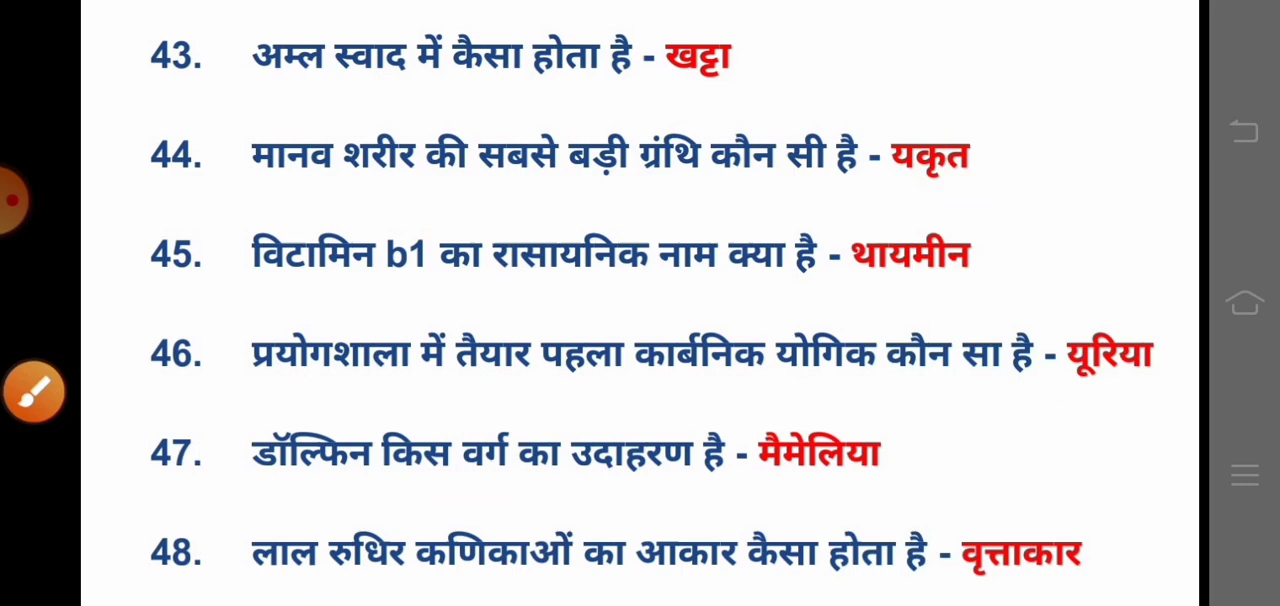 43. अम्ल स्वाद में कैसा होता है - खट्टा
44. मानव शरीर की सबसे बड़ी ग्रंथि कौन सी है - यकृत
45. विटामिन b1 का रासायनिक नाम क्या है - थायमीन
46. प्रयोगशाला में तैयार पहला कार्बनिक योगिक कौन सा है - यूरिया
47. डॉल्फिन किस वर्ग का उदाहरण है - मैमेलिया
48. लाल रुधिर कणिकाओं का आकार कैसा होता है - वृत्ताकार